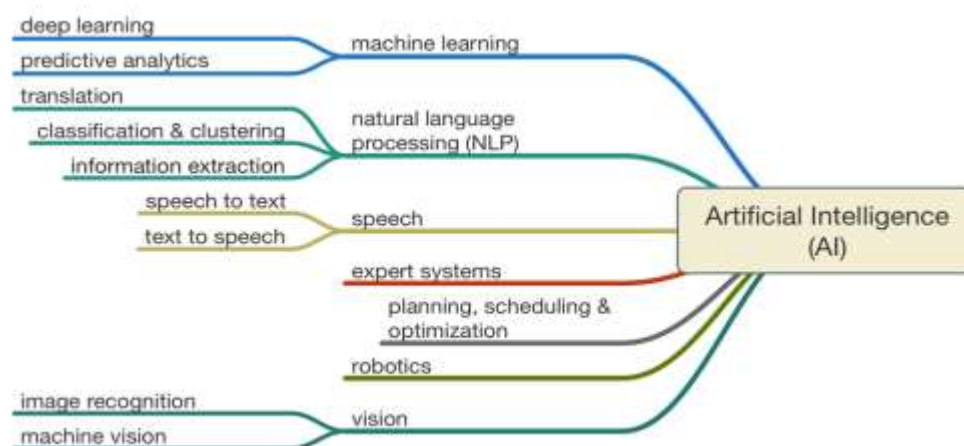 deep learning
predictive analytics
machine learning
translation
classification & clustering
information extraction
natural language
processing (NLP)
speech to text
text to speech
speech
expert systems
planning, scheduling &
optimization
robotics
image recognition
machine vision
vision
Artificial Intelligence
(AI)